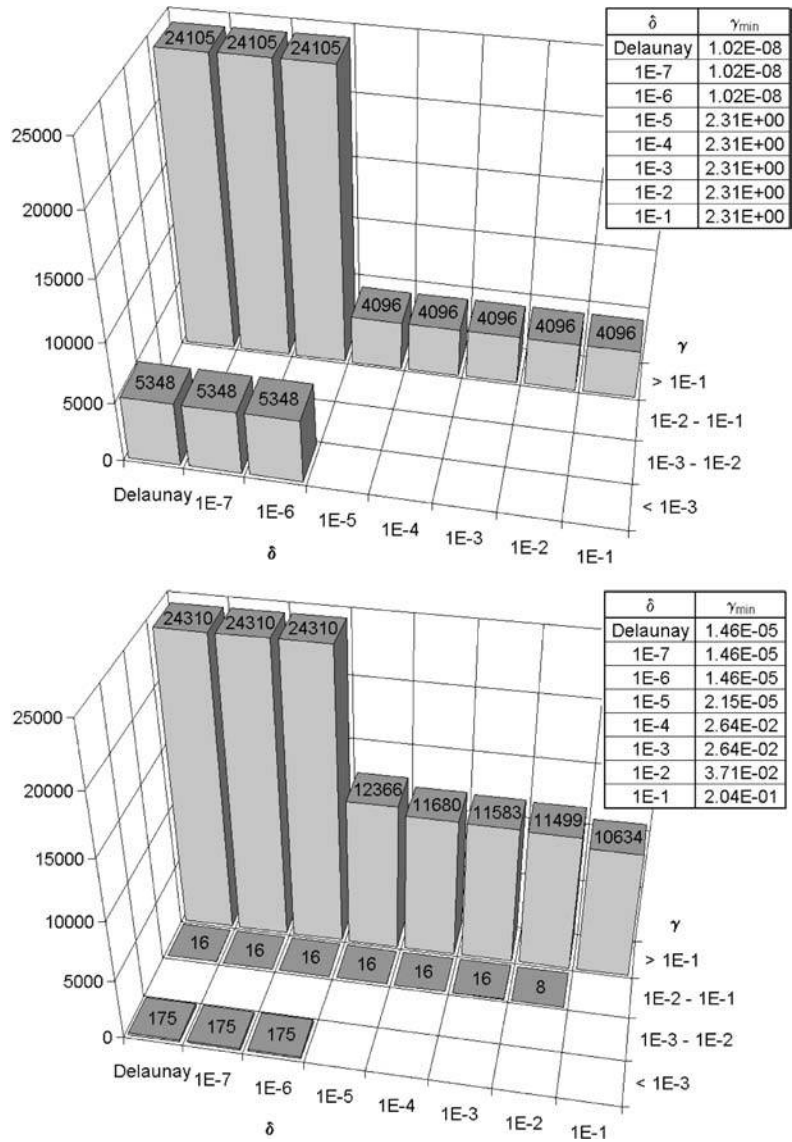 δ γmin
Delaunay 1.02E-08
1E-7 1.02E-08
1E-6 1.02E-08
1E-5 2.31E+00
1E-4 2.31E+00
1E-3 2.31E+00
1E-2 2.31E+00
1E-1 2.31E+00
24105 24105 24105
25000
20000
15000
10000
5000
0
4096 4096 4096 4096 4096
5348 5348 5348
γ
> 1E-1
1E-2 - 1E-1
1E-3 - 1E-2
< 1E-3
Delaunay 1E-7 1E-6 1E-5 1E-4 1E-3 1E-2 1E-1
δ
δ γmin
Delaunay 1.46E-05
1E-7 1.46E-05
1E-6 1.46E-05
1E-5 2.15E-05
1E-4 2.64E-02
1E-3 2.64E-02
1E-2 3.71E-02
1E-1 2.04E-01
24310 24310 24310
25000
20000
15000
10000
5000
0
12366 11680 11583 11499 10634
16 16 16 16 16 16 8
175 175 175
γ
> 1E-1
1E-2 - 1E-1
1E-3 - 1E-2
< 1E-3
Delaunay 1E-7 1E-6 1E-5 1E-4 1E-3 1E-2 1E-1
δ